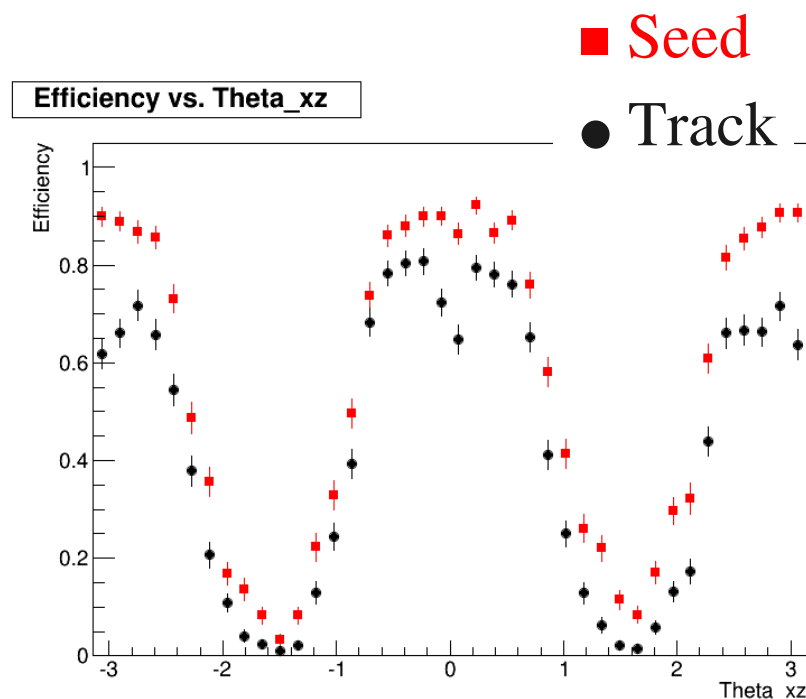 Seed
Track
Efficiency vs. Theta_xz
Efficiency
1
0.8
0.6
0.4
0.2
0
-3 -2 -1 0 1 2 3
Theta_xz